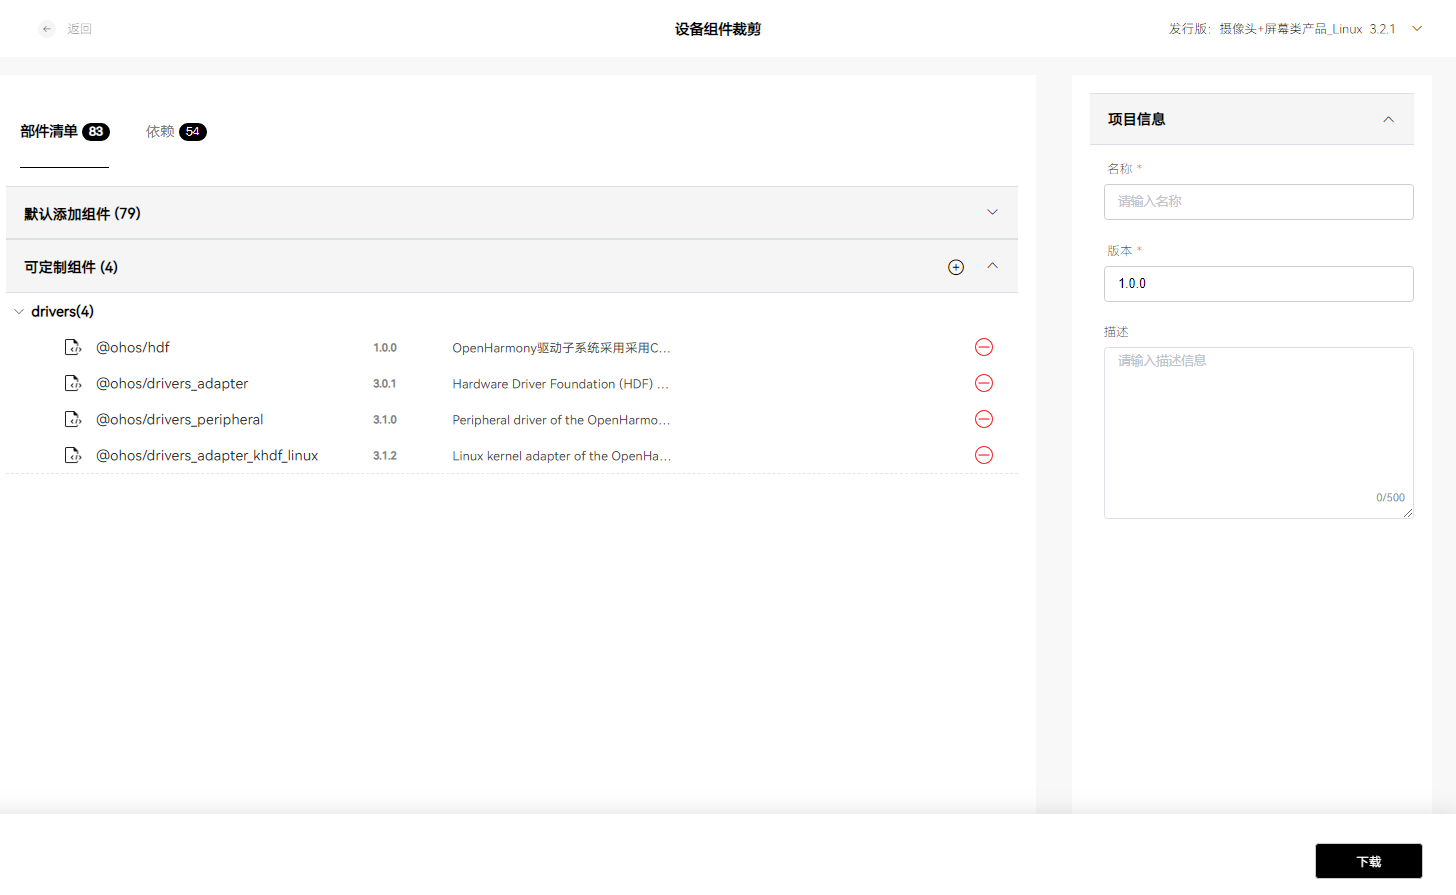 返回
设备组件裁剪
发行版: 摄像头+屏幕类产品_Linux 3.2.1
部件清单 83
依赖 54
默认添加组件 (79)
可定制组件 (4)
drivers(4)
@ohos/hdf 1.0.0 OpenHarmony驱动子系统采用采用C...
@ohos/drivers_adapter 3.0.1 Hardware Driver Foundation (HDF) ...
@ohos/drivers_peripheral 3.1.0 Peripheral driver of the OpenHarmo...
@ohos/drivers_adapter_khdf_linux 3.1.2 Linux kernel adapter of the OpenHa...
项目信息
名称 *
请输入名称
版本 *
1.0.0
描述
请输入描述信息
0/500
下载